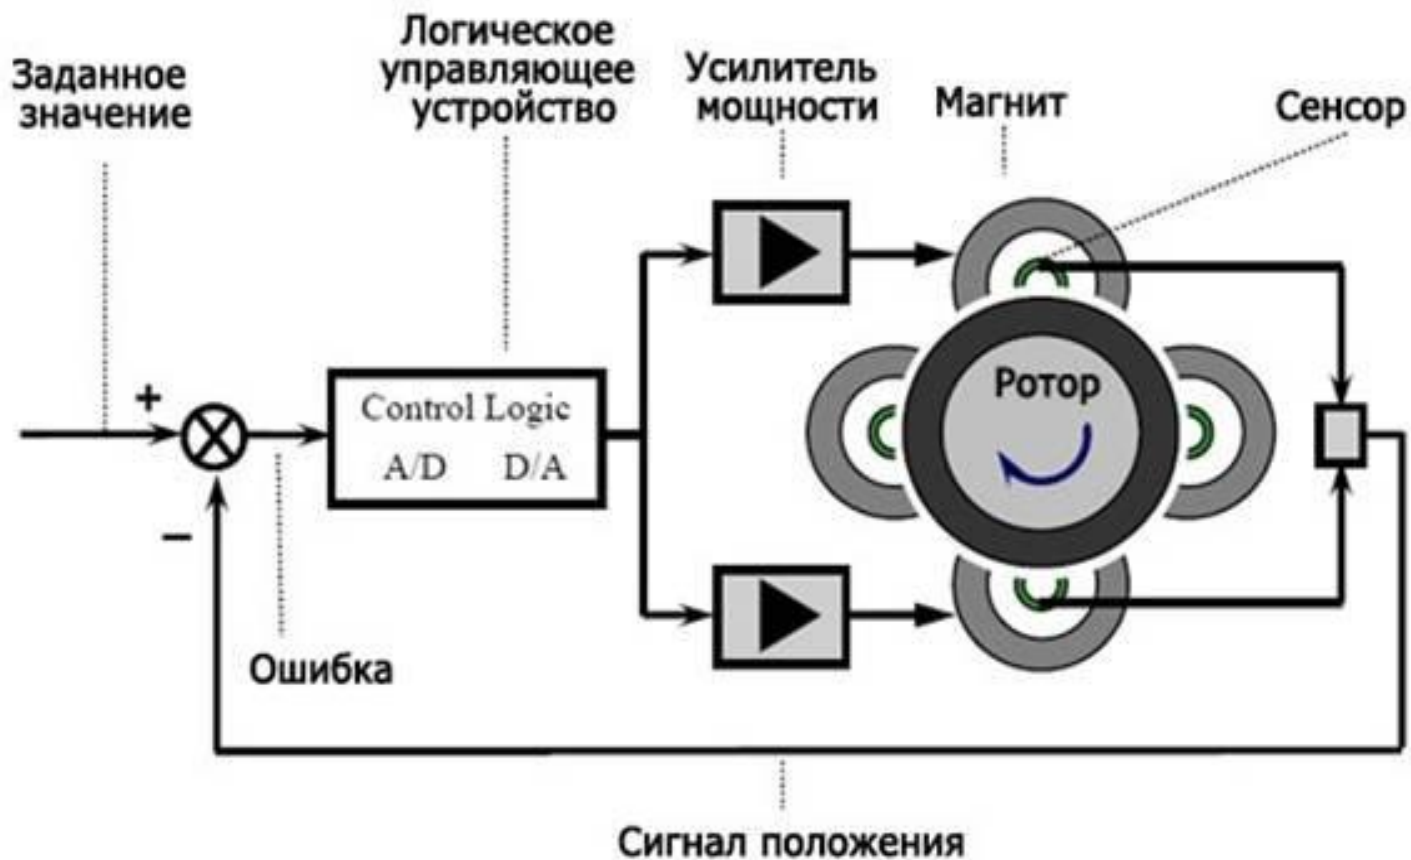 Заданное
значение
Логическое
управляющее
устройство
Усилитель
мощности
Магнит
Сенсор
+
Control Logic
A/D D/A
Ротор
−
Ошибка
Сигнал положения